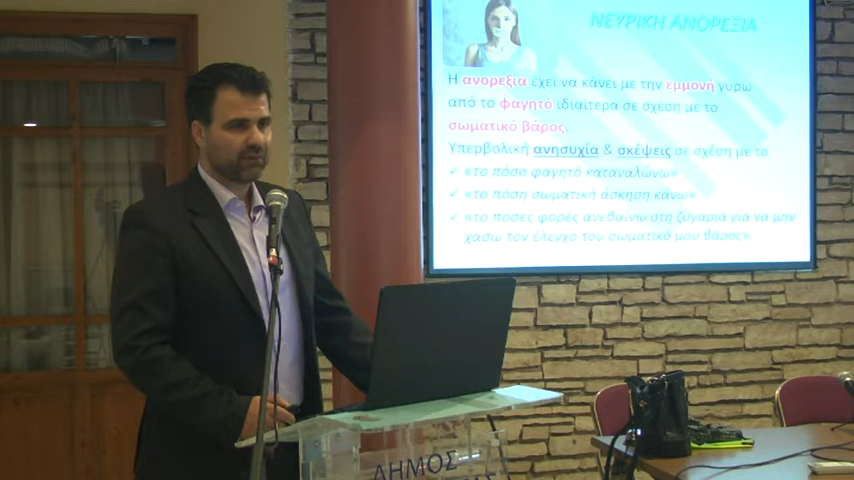 ΝΕΥΡΙΚΗ ΑΝΟΡΕΞΙΑ
Η ανορεξία έχει να κάνει με την εμμονή γύρω
από το φαγητό ιδιαίτερα σε σχέση με το
σωματικό βάρος.
Υπερβολική ανησυχία & σκέψεις σε σχέση με το
✓ «το πόσο φαγητό καταναλώνω»
✓ «το πόση σωματική άσκηση κάνω»
✓ «το πόσες φορές ανεβαίνω στη ζυγαριά για να μην
χάσω τον έλεγχο του σωματικό μου βάρος»
ΔΗΜΟΣ